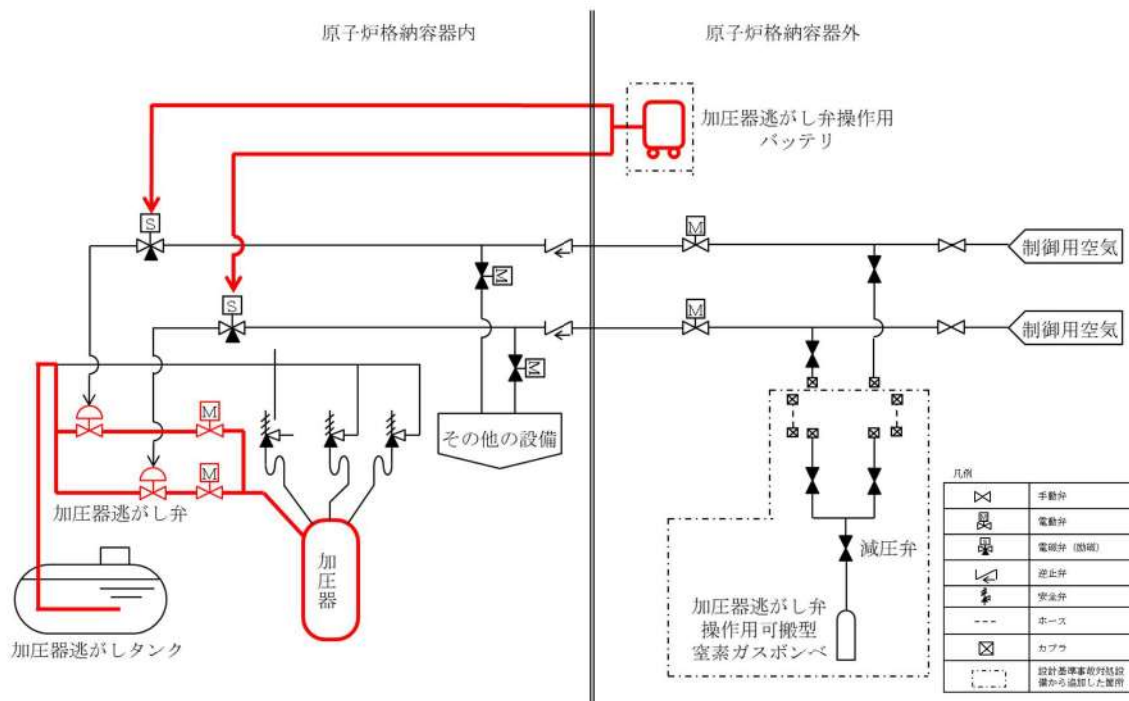 原子炉格納容器内
原子炉格納容器外
加圧器逃がし弁操作用
バッテリ
S
M
制御用空気
M
S
M
制御用空気
M
M
M
その他の設備
加圧器逃がし弁
加圧器
加圧器逃がしタンク
減圧弁
加圧器逃がし弁
操作用可搬型
窒素ガスボンベ
凡例
手動弁
M
電動弁
S
電磁弁（励磁）
逆止弁
安全弁
ホース
カプラ
設計基準事故対処設
備から追加した箇所